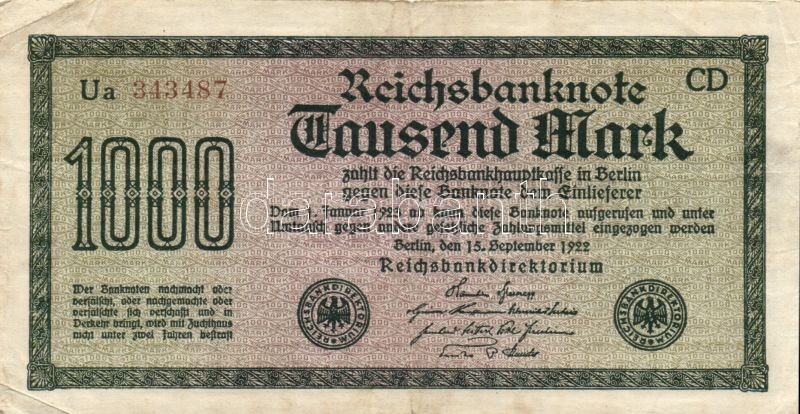 Ua 343487
CD
Reichsbanknote
Tausend Mark
1000
zahlt die Reichsbankhauptkasse in Berlin
gegen diese Banknote dem Einlieferer
Vom 1. Januar 1923 ab kann diese Banknote aufgerufen und unter
Umtausch gegen andere gesetzliche Zahlungsmittel eingezogen werden
Berlin, den 15. September 1922
Reichsbankdirektorium
Wer Banknoten nachmacht oder
verfälscht, oder nachgemachte oder
verfälschte sich verschafft und in
Verkehr bringt, wird mit Zuchthaus
nicht unter zwei Jahren bestraft
REICHSBANKDIREKTORIUM
REICHSBANKDIREKTORIUM
darabanth